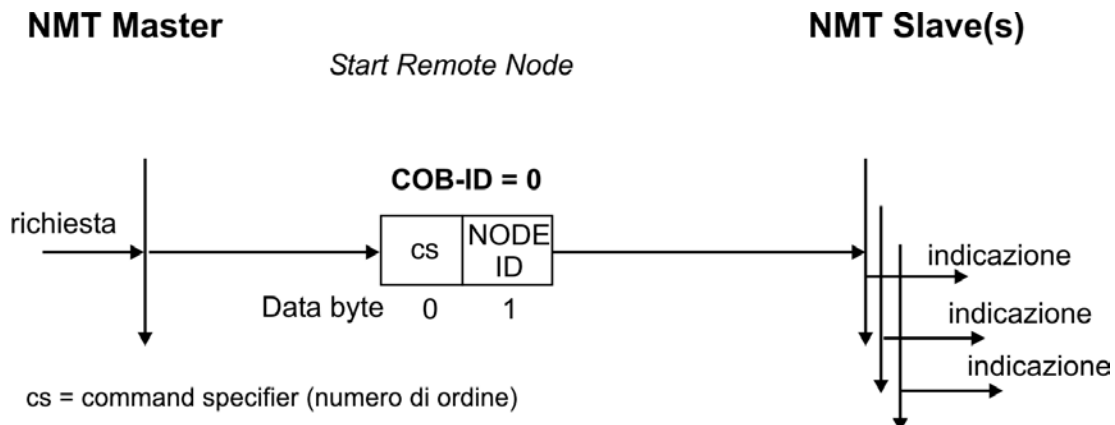 NMT Master
NMT Slave(s)
Start Remote Node
COB-ID = 0
richiesta
cs
NODE
ID
indicazione
Data byte
0
1
indicazione
indicazione
cs = command specifier (numero di ordine)